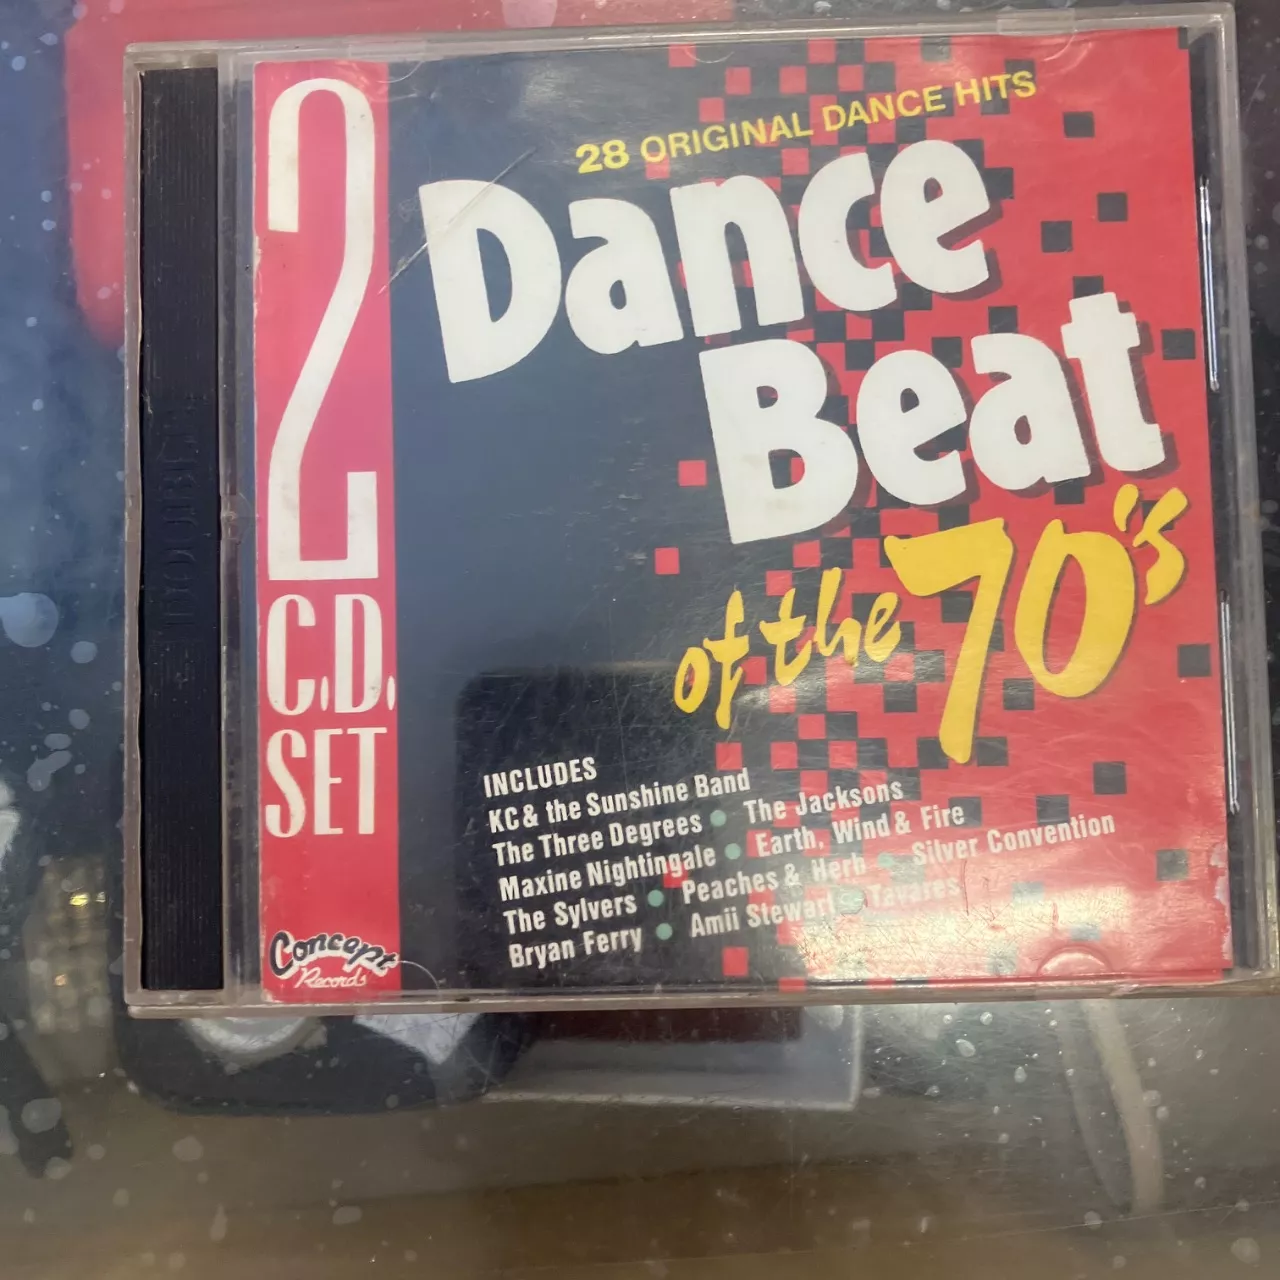 2
C.D.
SET
Concept
Records
28 ORIGINAL DANCE HITS
Dance
Beat
of the 70's
INCLUDES
KC & the Sunshine Band
The Three Degrees • The Jacksons
Maxine Nightingale • Earth, Wind & Fire
The Sylvers • Peaches & Herb • Silver Convention
Bryan Ferry • Amii Stewart • Tavares